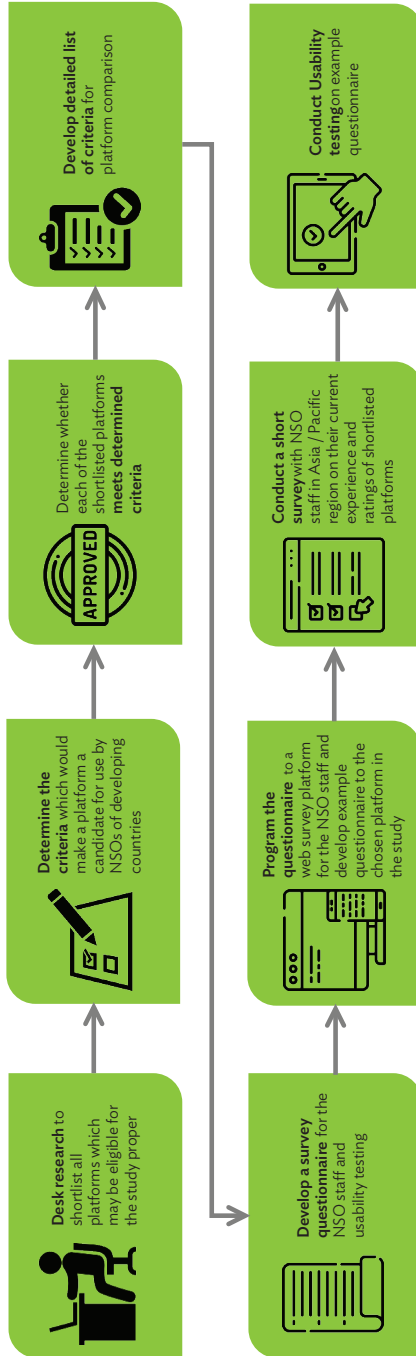 Desk research to
shortlist all
platforms which
may be eligible for
the study proper
Determine the
criteria which would
make a platform a
candidate for use by
NSOs of developing
countries
APPROVED
Determine whether
each of the
shortlisted platforms
meets determined
criteria
Develop detailed list
of criteria for
platform comparison
Develop a survey
questionnaire for the
NSO staff and
usability testing
Program the
questionnaire to a
web survey platform
for the NSO staff and
develop example
questionnaire to the
chosen platform in
the study
Conduct a short
survey with NSO
staff in Asia / Pacific
region on their current
experience and
ratings of shortlisted
platforms
Conduct Usability
testingon example
questionnaire